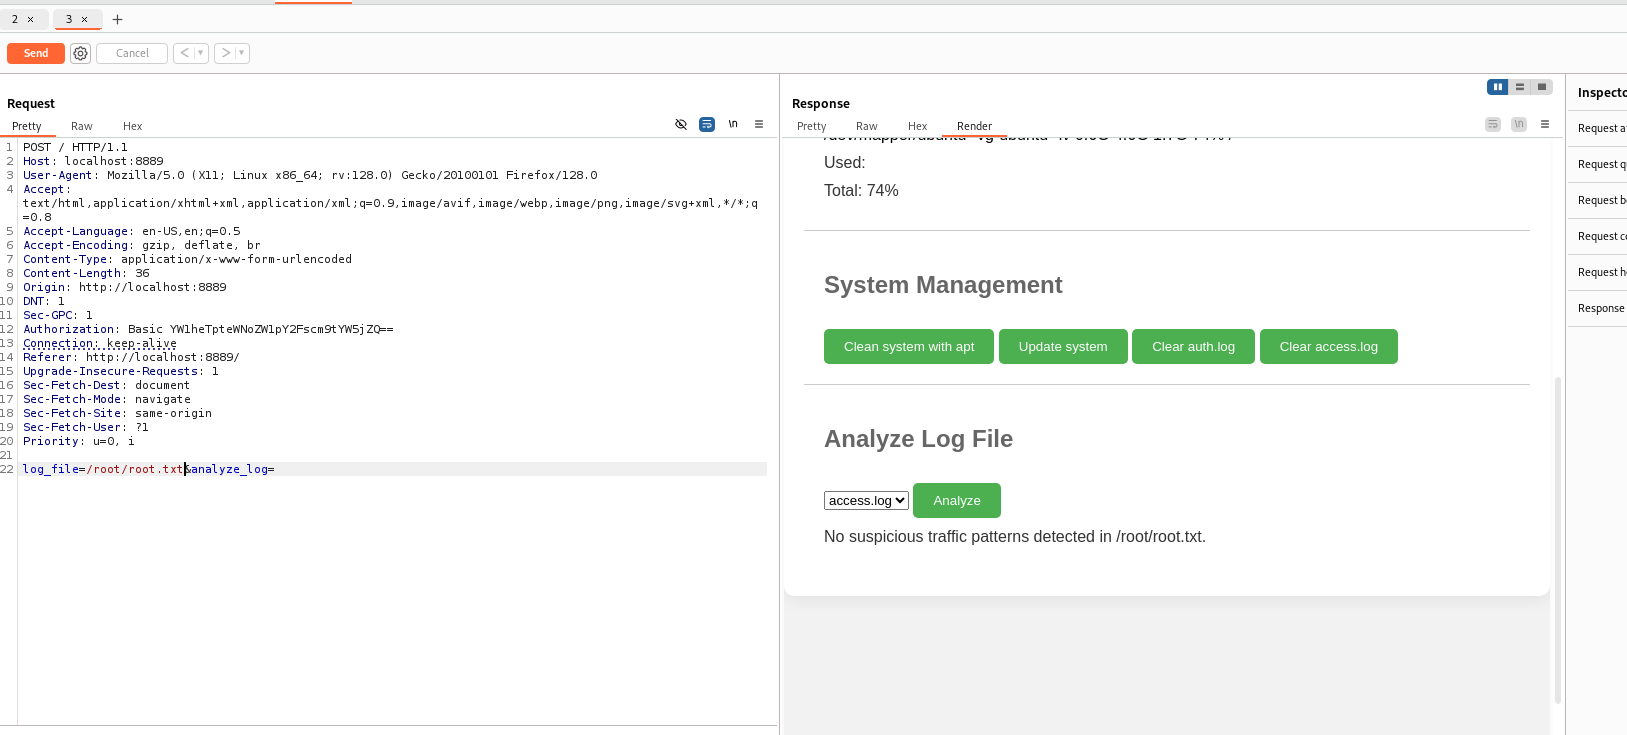 2 ×
3 ×
+
Send
Cancel
< ▾
> ▾
Request
Pretty
Raw
Hex
\n
1 POST / HTTP/1.1
2 Host: localhost:8889
3 User-Agent: Mozilla/5.0 (X11; Linux x86_64; rv:128.0) Gecko/20100101 Firefox/128.0
4 Accept:
text/html,application/xhtml+xml,application/xml;q=0.9,image/avif,image/webp,image/png,image/svg+xml,*/*;q
=0.8
5 Accept-Language: en-US,en;q=0.5
6 Accept-Encoding: gzip, deflate, br
7 Content-Type: application/x-www-form-urlencoded
8 Content-Length: 36
9 Origin: http://localhost:8889
10 DNT: 1
11 Sec-GPC: 1
12 Authorization: Basic YW1heTpteWNoZW1pY2Fscm9tYW5jZQ==
13 Connection: keep-alive
14 Referer: http://localhost:8889/
15 Upgrade-Insecure-Requests: 1
16 Sec-Fetch-Dest: document
17 Sec-Fetch-Mode: navigate
18 Sec-Fetch-Site: same-origin
19 Sec-Fetch-User: ?1
20 Priority: u=0, i
21
22 log_file=/root/root.txt&analyze_log=
Response
Pretty
Raw
Hex
Render
\n
Used:
Total: 74%
System Management
Clean system with apt
Update system
Clear auth.log
Clear access.log
Analyze Log File
access.log
Analyze
No suspicious traffic patterns detected in /root/root.txt.
Inspecto
Request a
Request q
Request b
Request co
Request h
Response